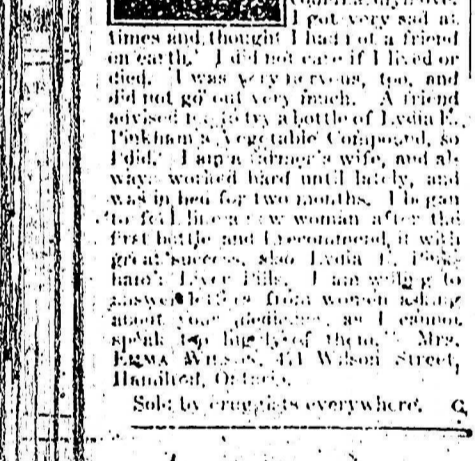 I got very sad at
times and thought I had not a friend
on earth. I did not care if I lived or
died. I was very nervous, too, and
did not go out very much. A friend
advised me to try a bottle of Lydia E.
Pinkham's Vegetable Compound, so
I did. I am a farmer's wife, and al-
ways worked hard until lately, and
was in bed for two months. I began
to feel like a new woman after the
first bottle and I recommend it with
great success, also Lydia E. Pink-
ham's Liver Pills. I am willing to
answer letters from women asking
about your medicine, as I cannot
speak too highly of them." Mrs.
EMMA WILSON, 471 Wilson Street,
Hamilton, Ontario.
Sold by druggists everywhere. C.